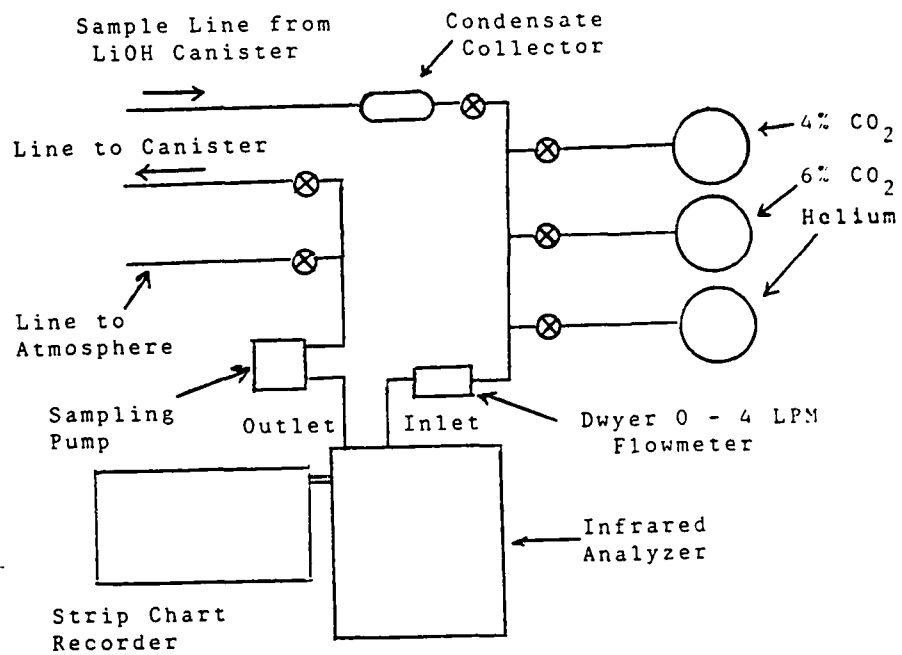 Sample Line from
LiOH Canister
Condensate
Collector
4% CO2
Line to Canister
6% CO2
Helium
Line to
Atmosphere
Sampling
Pump
Outlet
Inlet
Dwyer 0 - 4 LPM
Flowmeter
Infrared
Analyzer
Strip Chart
Recorder